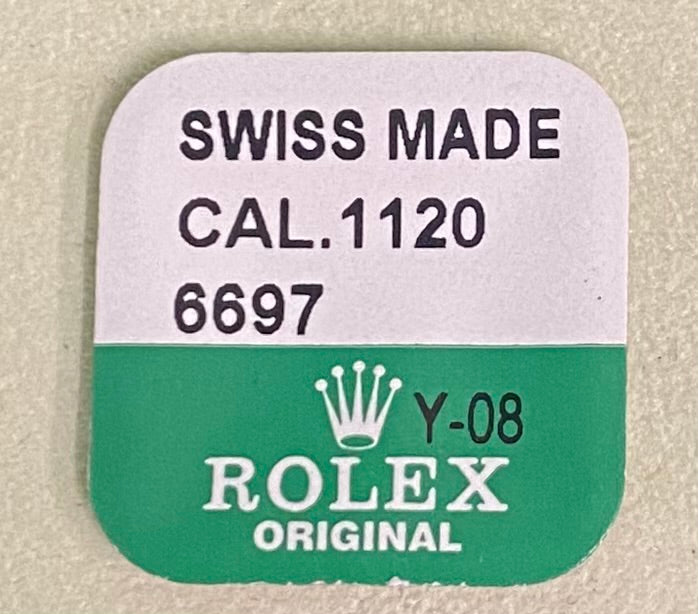 SWISS MADE
CAL.1120
6697
Y-08
ROLEX
ORIGINAL